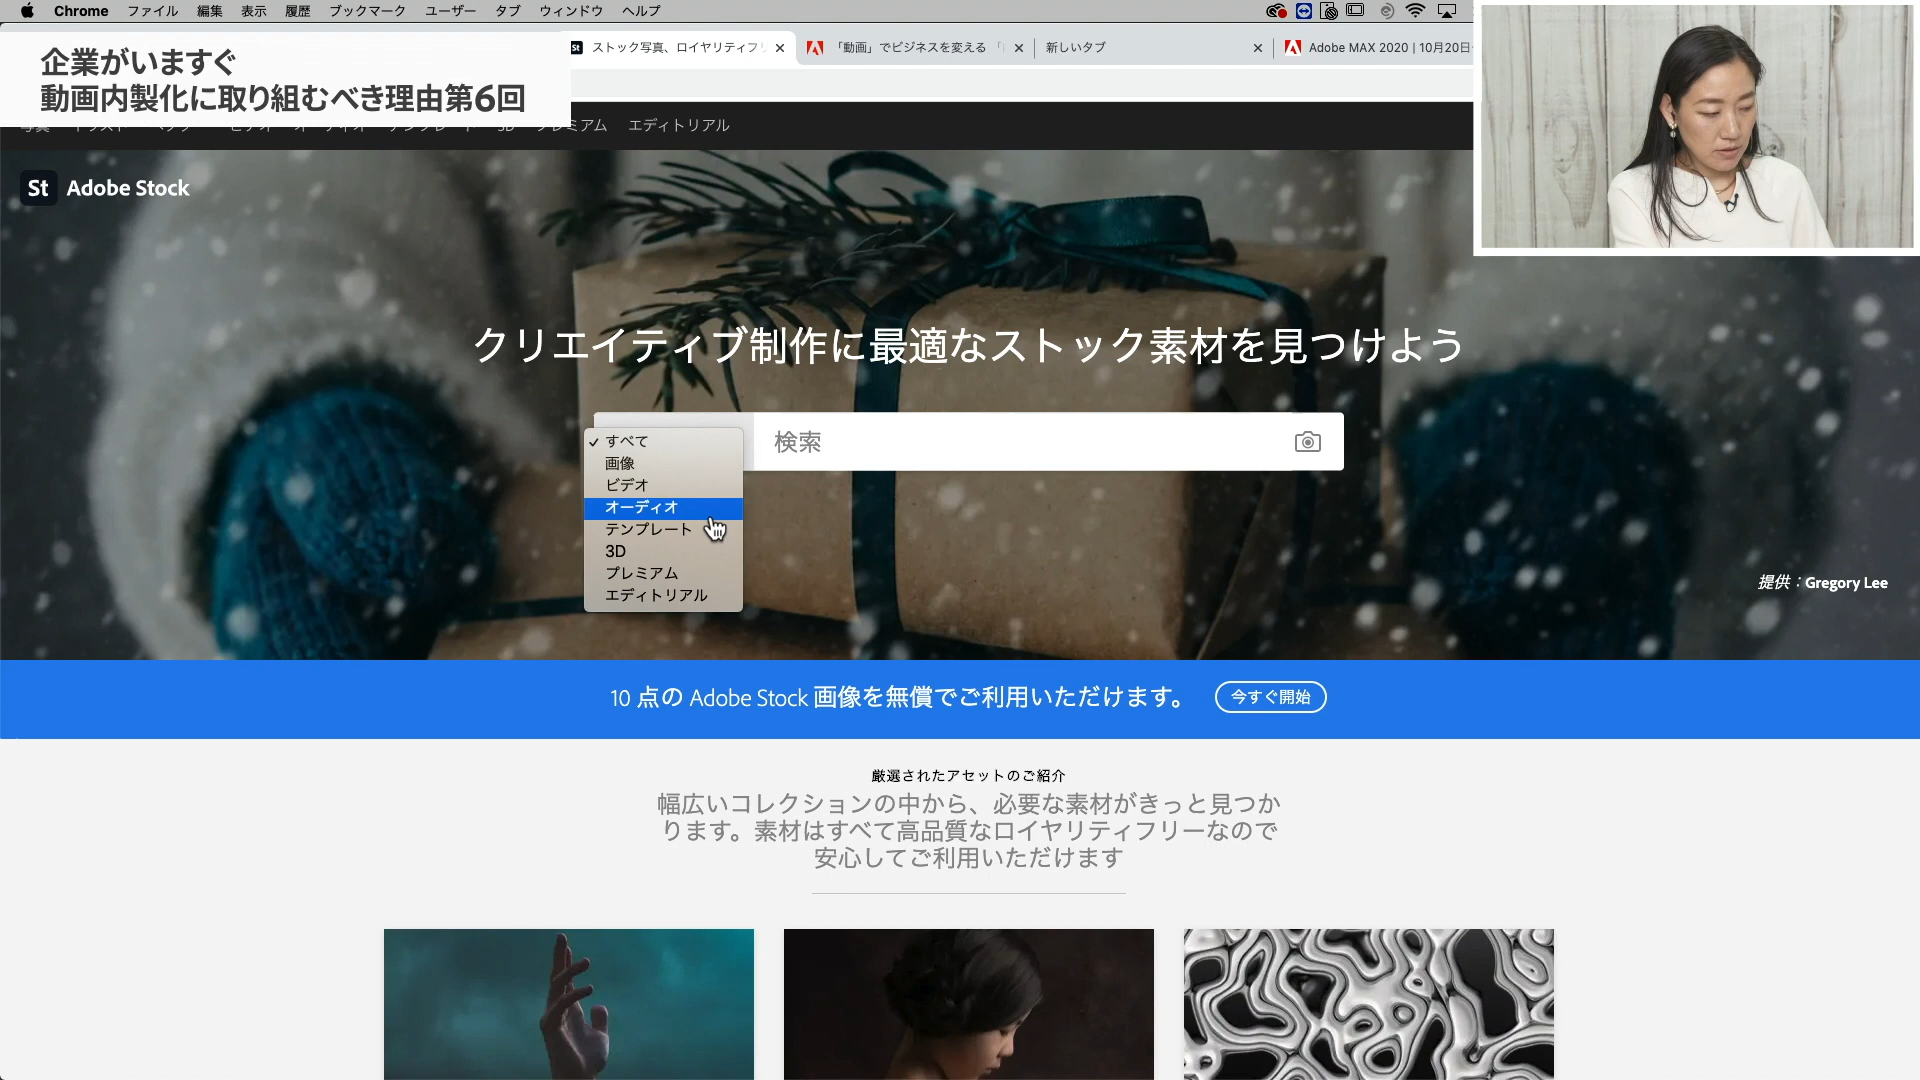 Chrome ファイル 編集 表示 履歴 ブックマーク ユーザー タブ ウィンドウ ヘルプ
企業がいますぐ
動画内製化に取り組むべき理由第6回
St ストック写真、ロイヤリティフリ
「動画」でビジネスを変える 「
新しいタブ
Adobe MAX 2020 | 10月20日
エディトリアル
St Adobe Stock
クリエイティブ制作に最適なストック素材を見つけよう
検索
✓ すべて
画像
ビデオ
オーディオ
テンプレート
3D
プレミアム
エディトリアル
提供：Gregory Lee
10 点の Adobe Stock 画像を無償でご利用いただけます。 今すぐ開始
厳選されたアセットのご紹介
幅広いコレクションの中から、必要な素材がきっと見つか
ります。素材はすべて高品質なロイヤリティフリーなので
安心してご利用いただけます